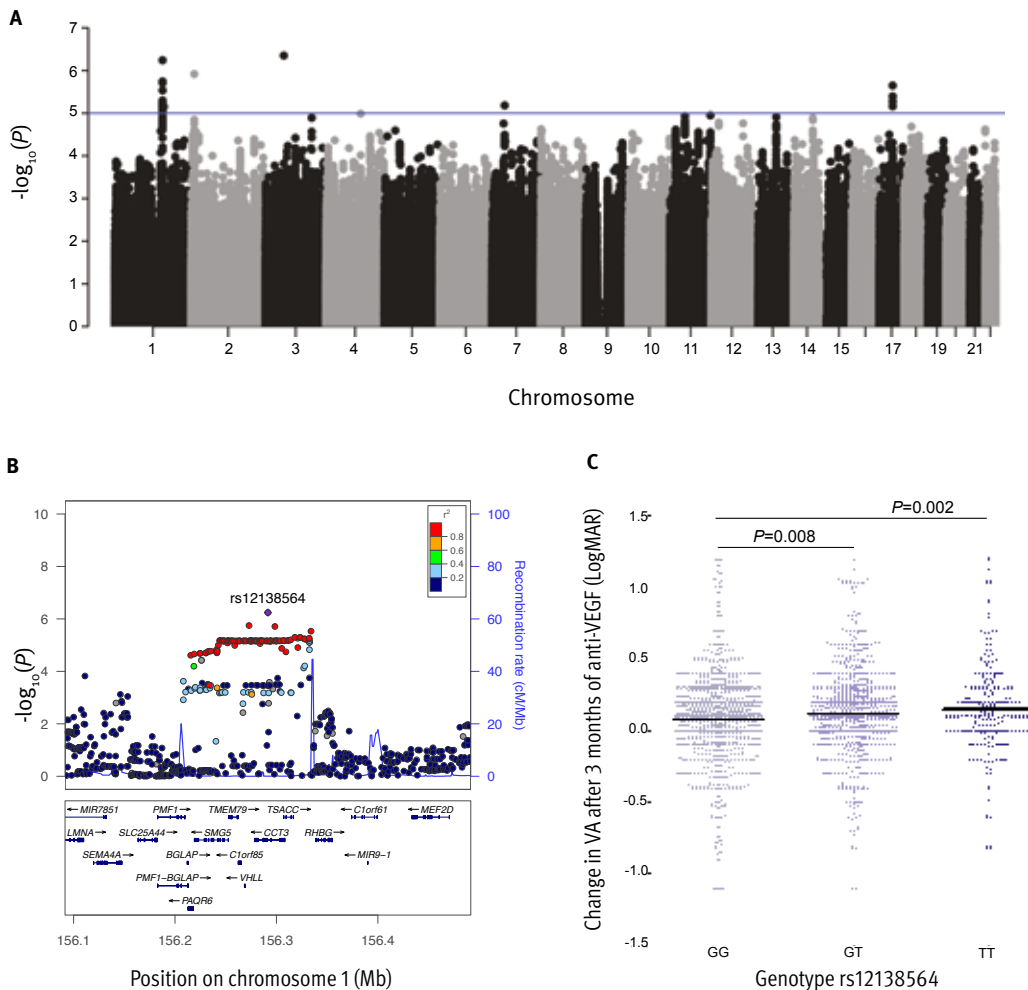 A
7
6
5
4
3
2
1
0
-log10(P)
1 2 3 4 5 6 7 8 9 10 11 12 13 15 17 19 21
Chromosome
B
10
8
6
4
2
0
-log10(P)
rs12138564
r2
0.8
0.6
0.4
0.2
100
80
60
40
20
0
Recombination rate (cM/Mb)
←MIR7851 PMF1→ TMEM79→ TSACC→ ←C1orf61 ←MEF2D
LMNA→ SLC25A44→ ←SMG5 ←CCT3 RHBG→
SEMA4A→ BGLAP→ ←C1orf85 ←MIR9−1
PMF1−BGLAP→ ←VHLL
←PAQR6
156.1 156.2 156.3 156.4
Position on chromosome 1 (Mb)
C
Change in VA after 3 months of anti-VEGF (LogMAR)
1.5
1.0
0.5
0.0
-0.5
-1.0
-1.5
P=0.002
P=0.008
GG GT TT
Genotype rs12138564